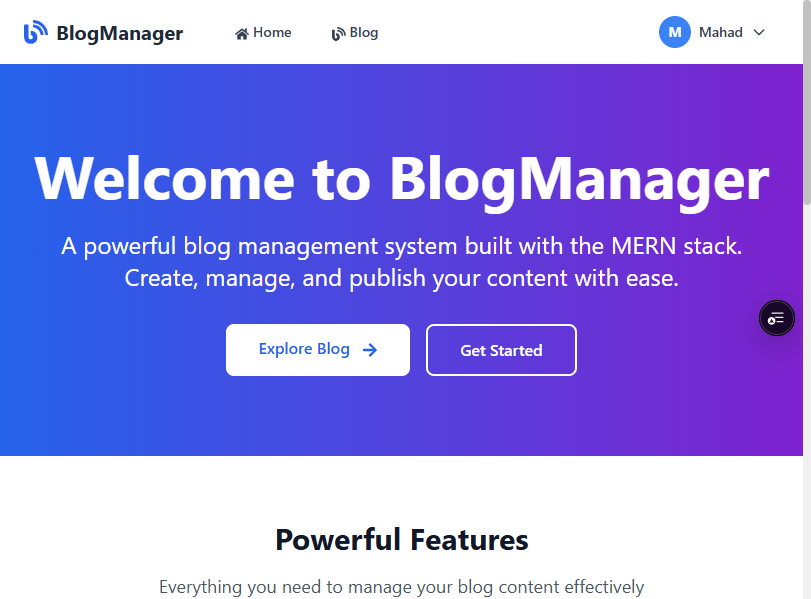 BlogManager
Home
Blog
M
Mahad
Welcome to BlogManager
A powerful blog management system built with the MERN stack.
Create, manage, and publish your content with ease.
Explore Blog
Get Started
Powerful Features
Everything you need to manage your blog content effectively